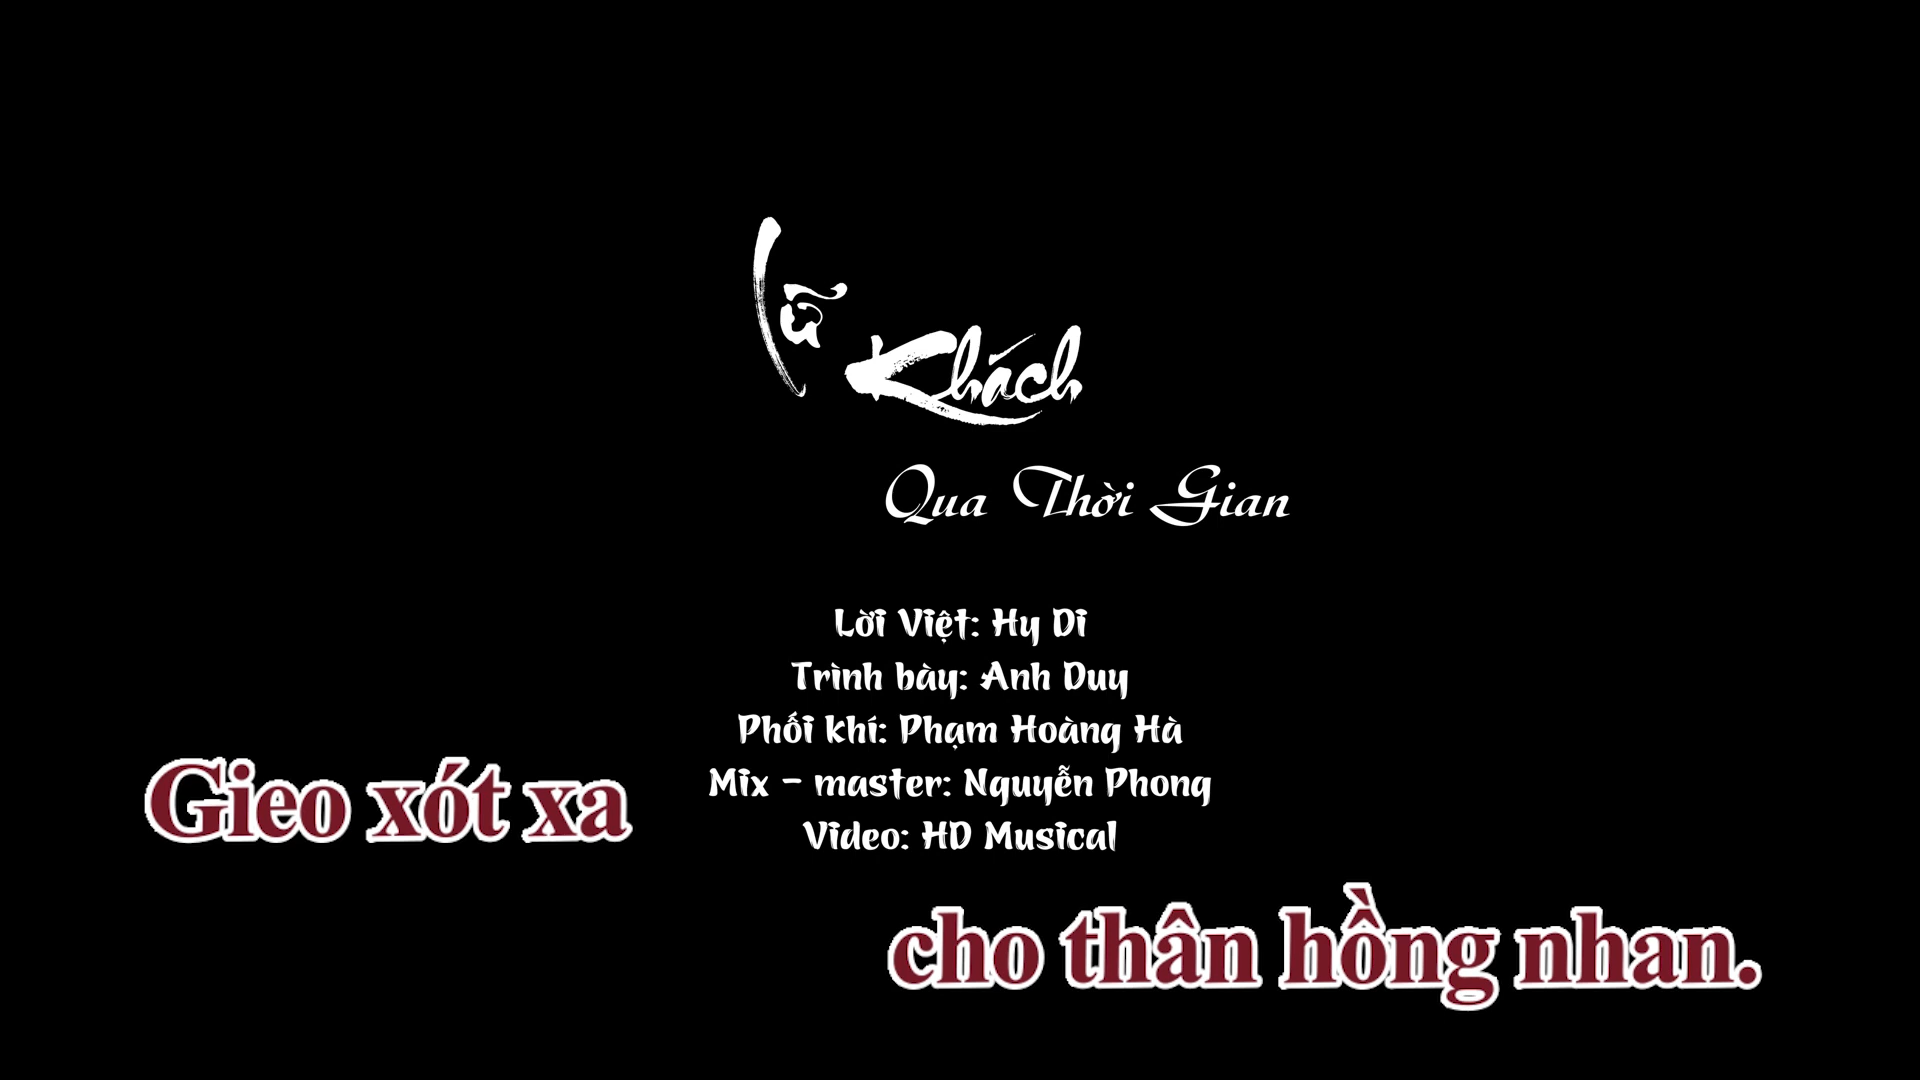 Lữ
Khách
Qua Thời Gian
Lời Việt: Hy Di
Trình bày: Anh Duy
Phối khí: Phạm Hoàng Hà
Mix - master: Nguyễn Phong
Gieo xót xa
Video: HD Musical
cho thân hồng nhan.